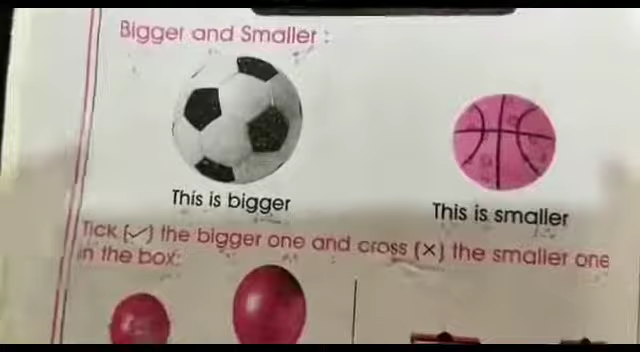 Bigger and Smaller :
This is bigger
This is smaller
Tick (✓) the bigger one and cross (×) the smaller one
in the box: